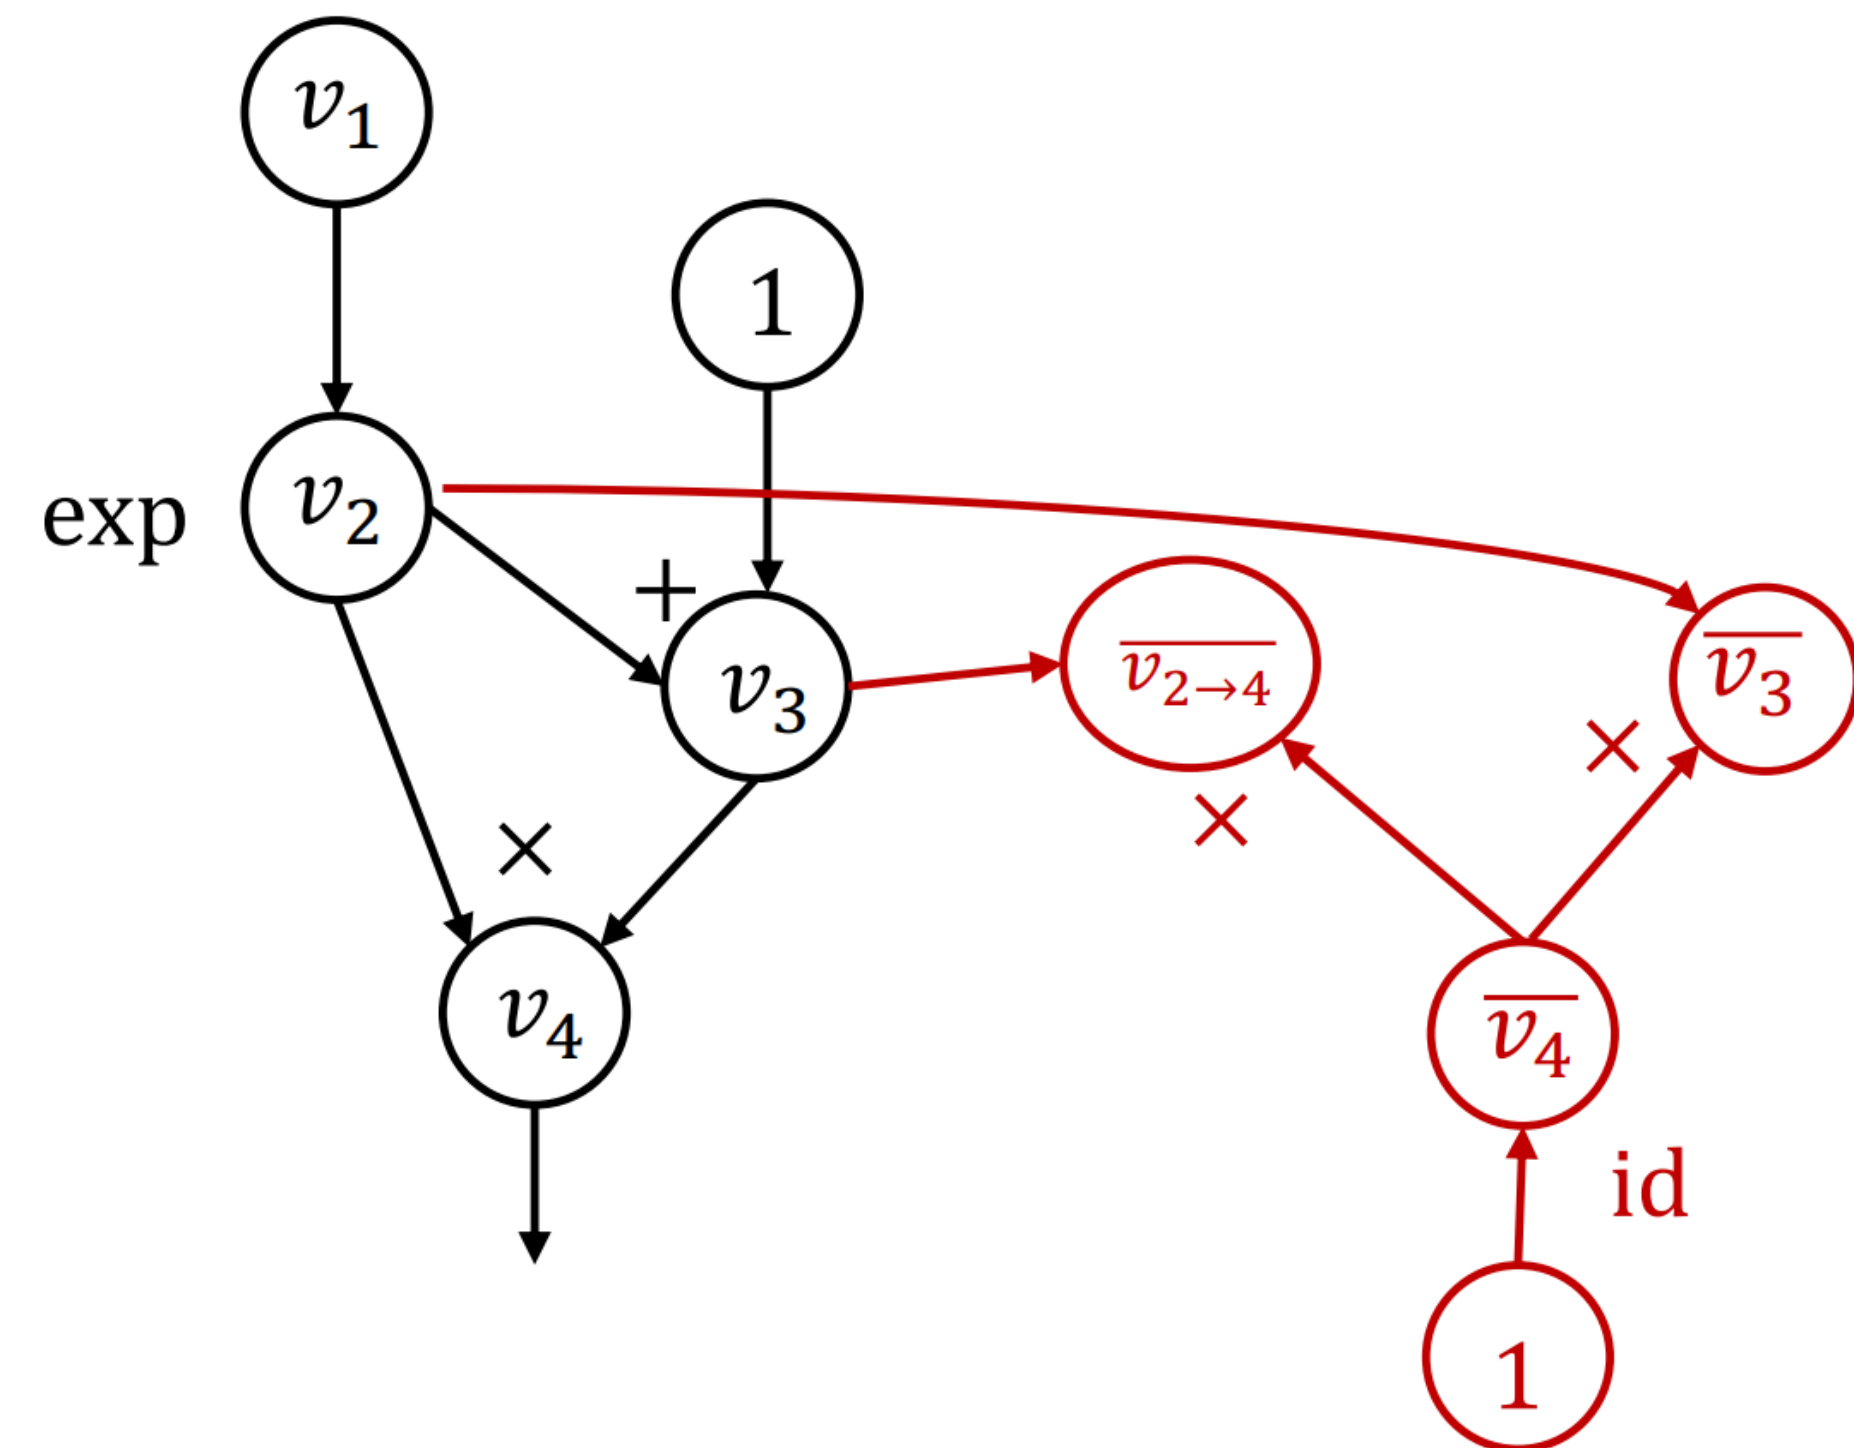 v₁
1
exp
v₂
+
v₃
v̅₂→₄
v̅₃
×
×
×
v₄
v̅₄
id
1